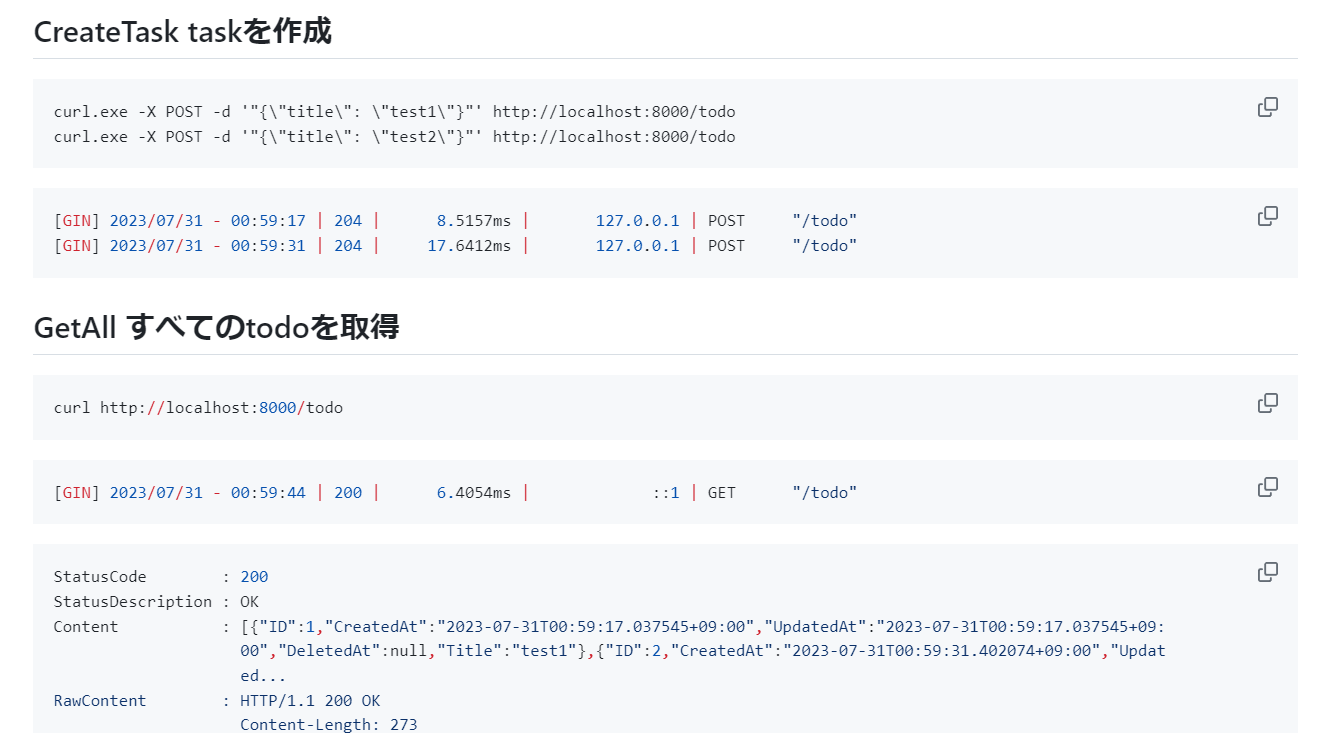 CreateTask taskを作成
curl.exe -X POST -d '"{\"title\": \"test1\"}"' http://localhost:8000/todo
curl.exe -X POST -d '"{\"title\": \"test2\"}"' http://localhost:8000/todo
[GIN] 2023/07/31 - 00:59:17 | 204 |      8.5157ms |       127.0.0.1 | POST     "/todo"
[GIN] 2023/07/31 - 00:59:31 | 204 |     17.6412ms |       127.0.0.1 | POST     "/todo"
GetAll すべてのtodoを取得
curl http://localhost:8000/todo
[GIN] 2023/07/31 - 00:59:44 | 200 |      6.4054ms |             ::1 | GET      "/todo"
StatusCode        : 200
StatusDescription : OK
Content           : [{"ID":1,"CreatedAt":"2023-07-31T00:59:17.037545+09:00","UpdatedAt":"2023-07-31T00:59:17.037545+09:
                    00","DeletedAt":null,"Title":"test1"},{"ID":2,"CreatedAt":"2023-07-31T00:59:31.402074+09:00","Updat
                    ed...
RawContent        : HTTP/1.1 200 OK
                    Content-Length: 273